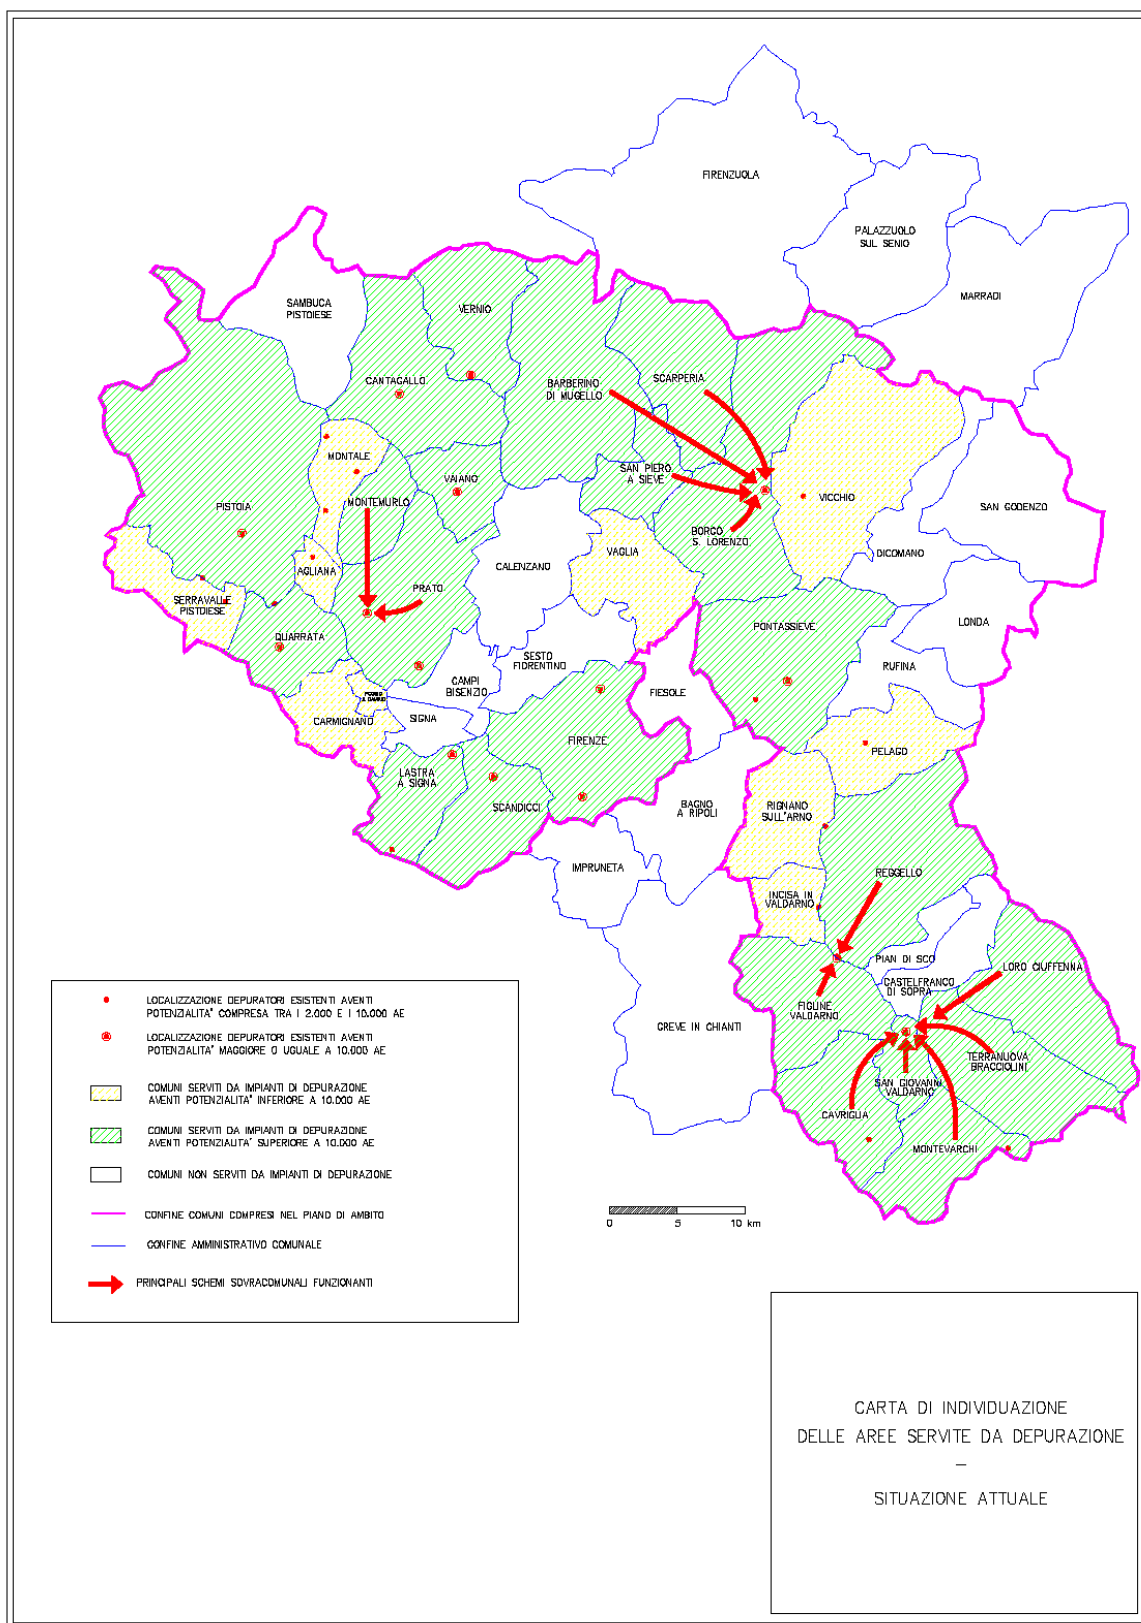 FIRENZUOLA
PALAZZUOLO
SUL SENIO
MARRADI
SAMBUCA
PISTOIESE
VERNIO
CANTAGALLO
BARBERINO
DI MUGELLO
SCARPERIA
MONTALE
VAIANO
SAN PIERO
A SIEVE
MONTEMURLO
PISTOIA
VICCHIO
SAN GODENZO
BORGO
S. LORENZO
VAGLIA
DICOMANO
CALENZANO
AGLIANA
PRATO
SERRAVALLE
PISTOIESE
LONDA
PONTASSIEVE
QUARRATA
SESTO
FIORENTINO
RUFINA
CAMPI
BISENZIO
FIESOLE
CARMIGNANO
SIGNA
FIRENZE
PELAGO
LASTRA
A SIGNA
SCANDICCI
BAGNO
A RIPOLI
RIGNANO
SULL'ARNO
IMPRUNETA
REGGELLO
INCISA IN
VALDARNO
PIAN DI SCO
LORO CIUFFENNA
CASTELFRANCO
DI SOPRA
FIGLINE
VALDARNO
GREVE IN CHIANTI
TERRANUOVA
BRACCIOLINI
SAN GIOVANNI
VALDARNO
CAVRIGLIA
MONTEVARCHI
LOCALIZZAZIONE DEPURATORI ESISTENTI AVENTI
POTENZIALITA' COMPRESA TRA I 2.000 E I 10.000 AE
LOCALIZZAZIONE DEPURATORI ESISTENTI AVENTI
POTENZIALITA' MAGGIORE O UGUALE A 10.000 AE
COMUNI SERVITI DA IMPIANTI DI DEPURAZIONE
AVENTI POTENZIALITA' INFERIORE A 10.000 AE
COMUNI SERVITI DA IMPIANTI DI DEPURAZIONE
AVENTI POTENZIALITA' SUPERIORE A 10.000 AE
COMUNI NON SERVITI DA IMPIANTI DI DEPURAZIONE
CONFINE COMUNI COMPRESI NEL PIANO DI AMBITO
CONFINE AMMINISTRATIVO COMUNALE
PRINCIPALI SCHEMI SOVRACOMUNALI FUNZIONANTI
0 5 10 km
CARTA DI INDIVIDUAZIONE
DELLE AREE SERVITE DA DEPURAZIONE
–
SITUAZIONE ATTUALE